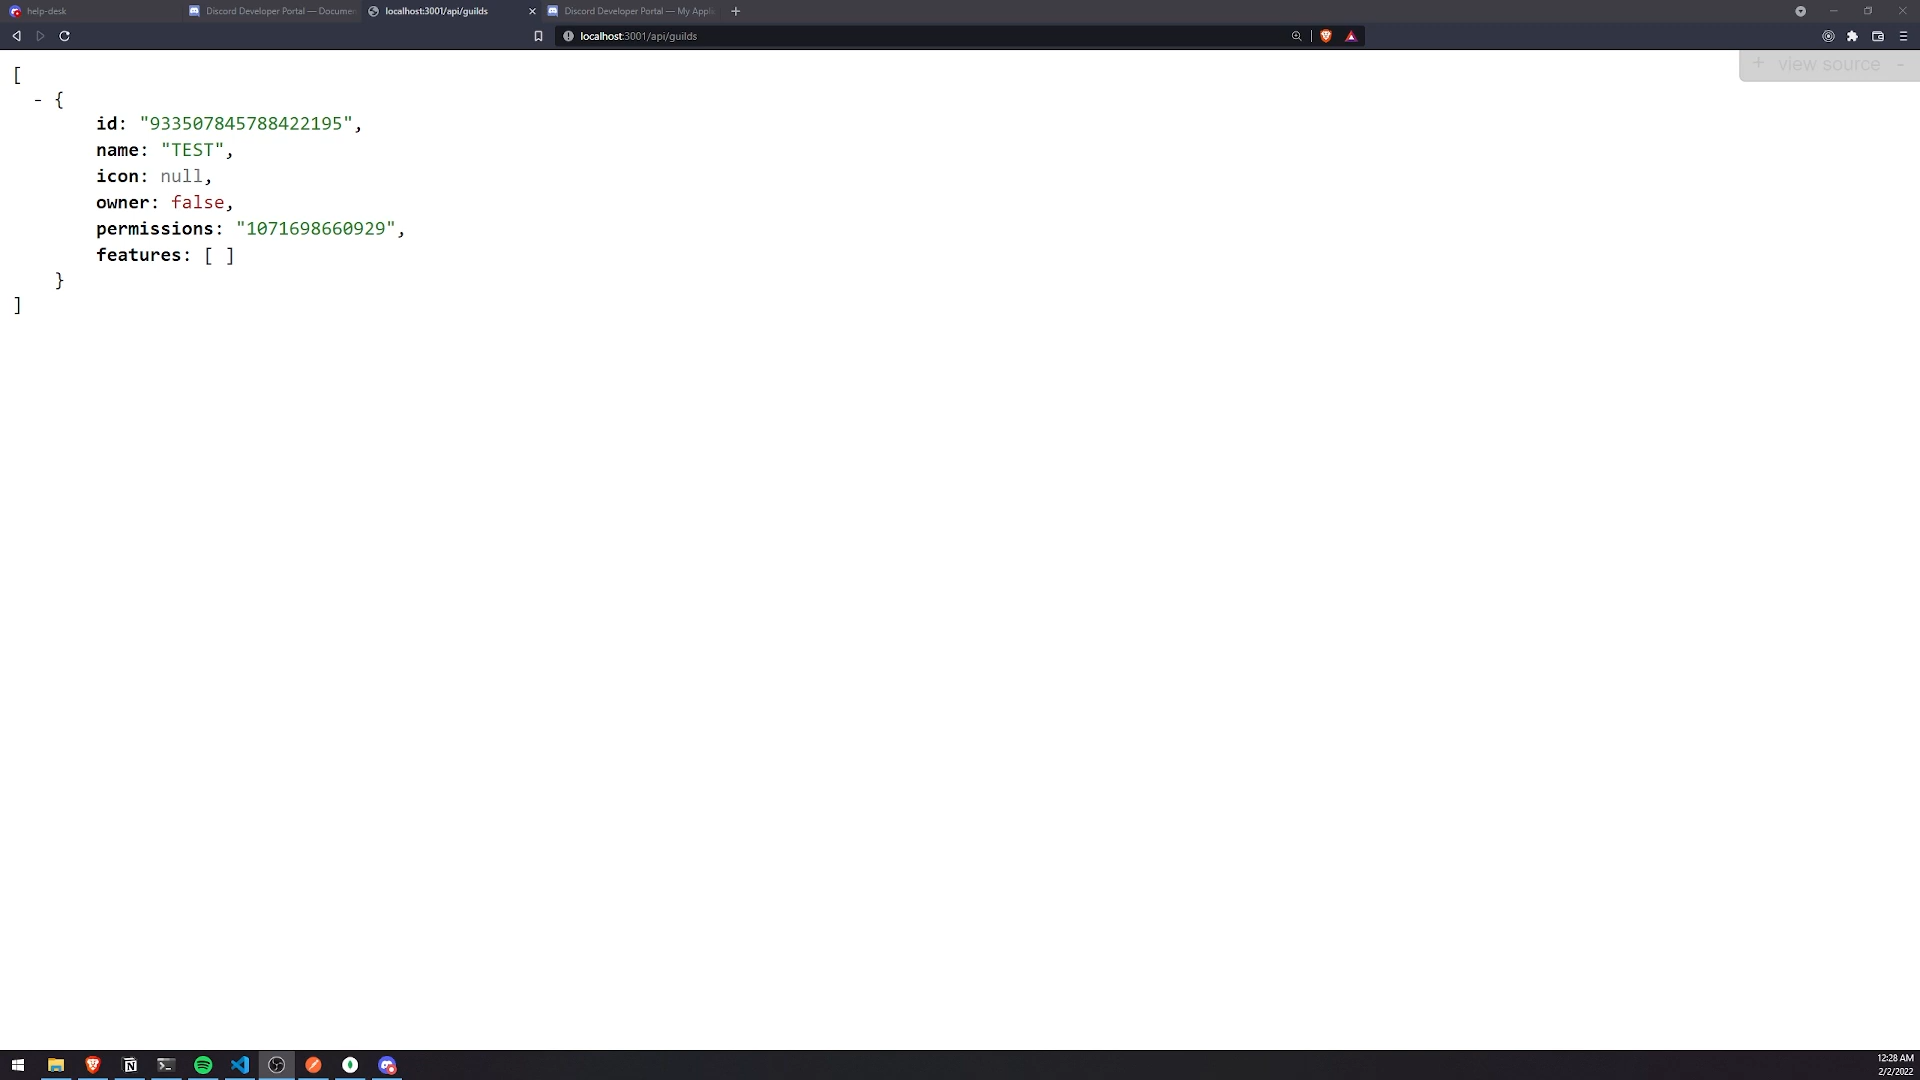 help-desk
Discord Developer Portal — Documen
localhost:3001/api/guilds
Discord Developer Portal — My Appli
localhost:3001/api/guilds
+ view source -
[
- {
id: "933507845788422195",
name: "TEST",
icon: null,
owner: false,
permissions: "1071698660929",
features: [ ]
}
]
12:28 AM
2/2/2022